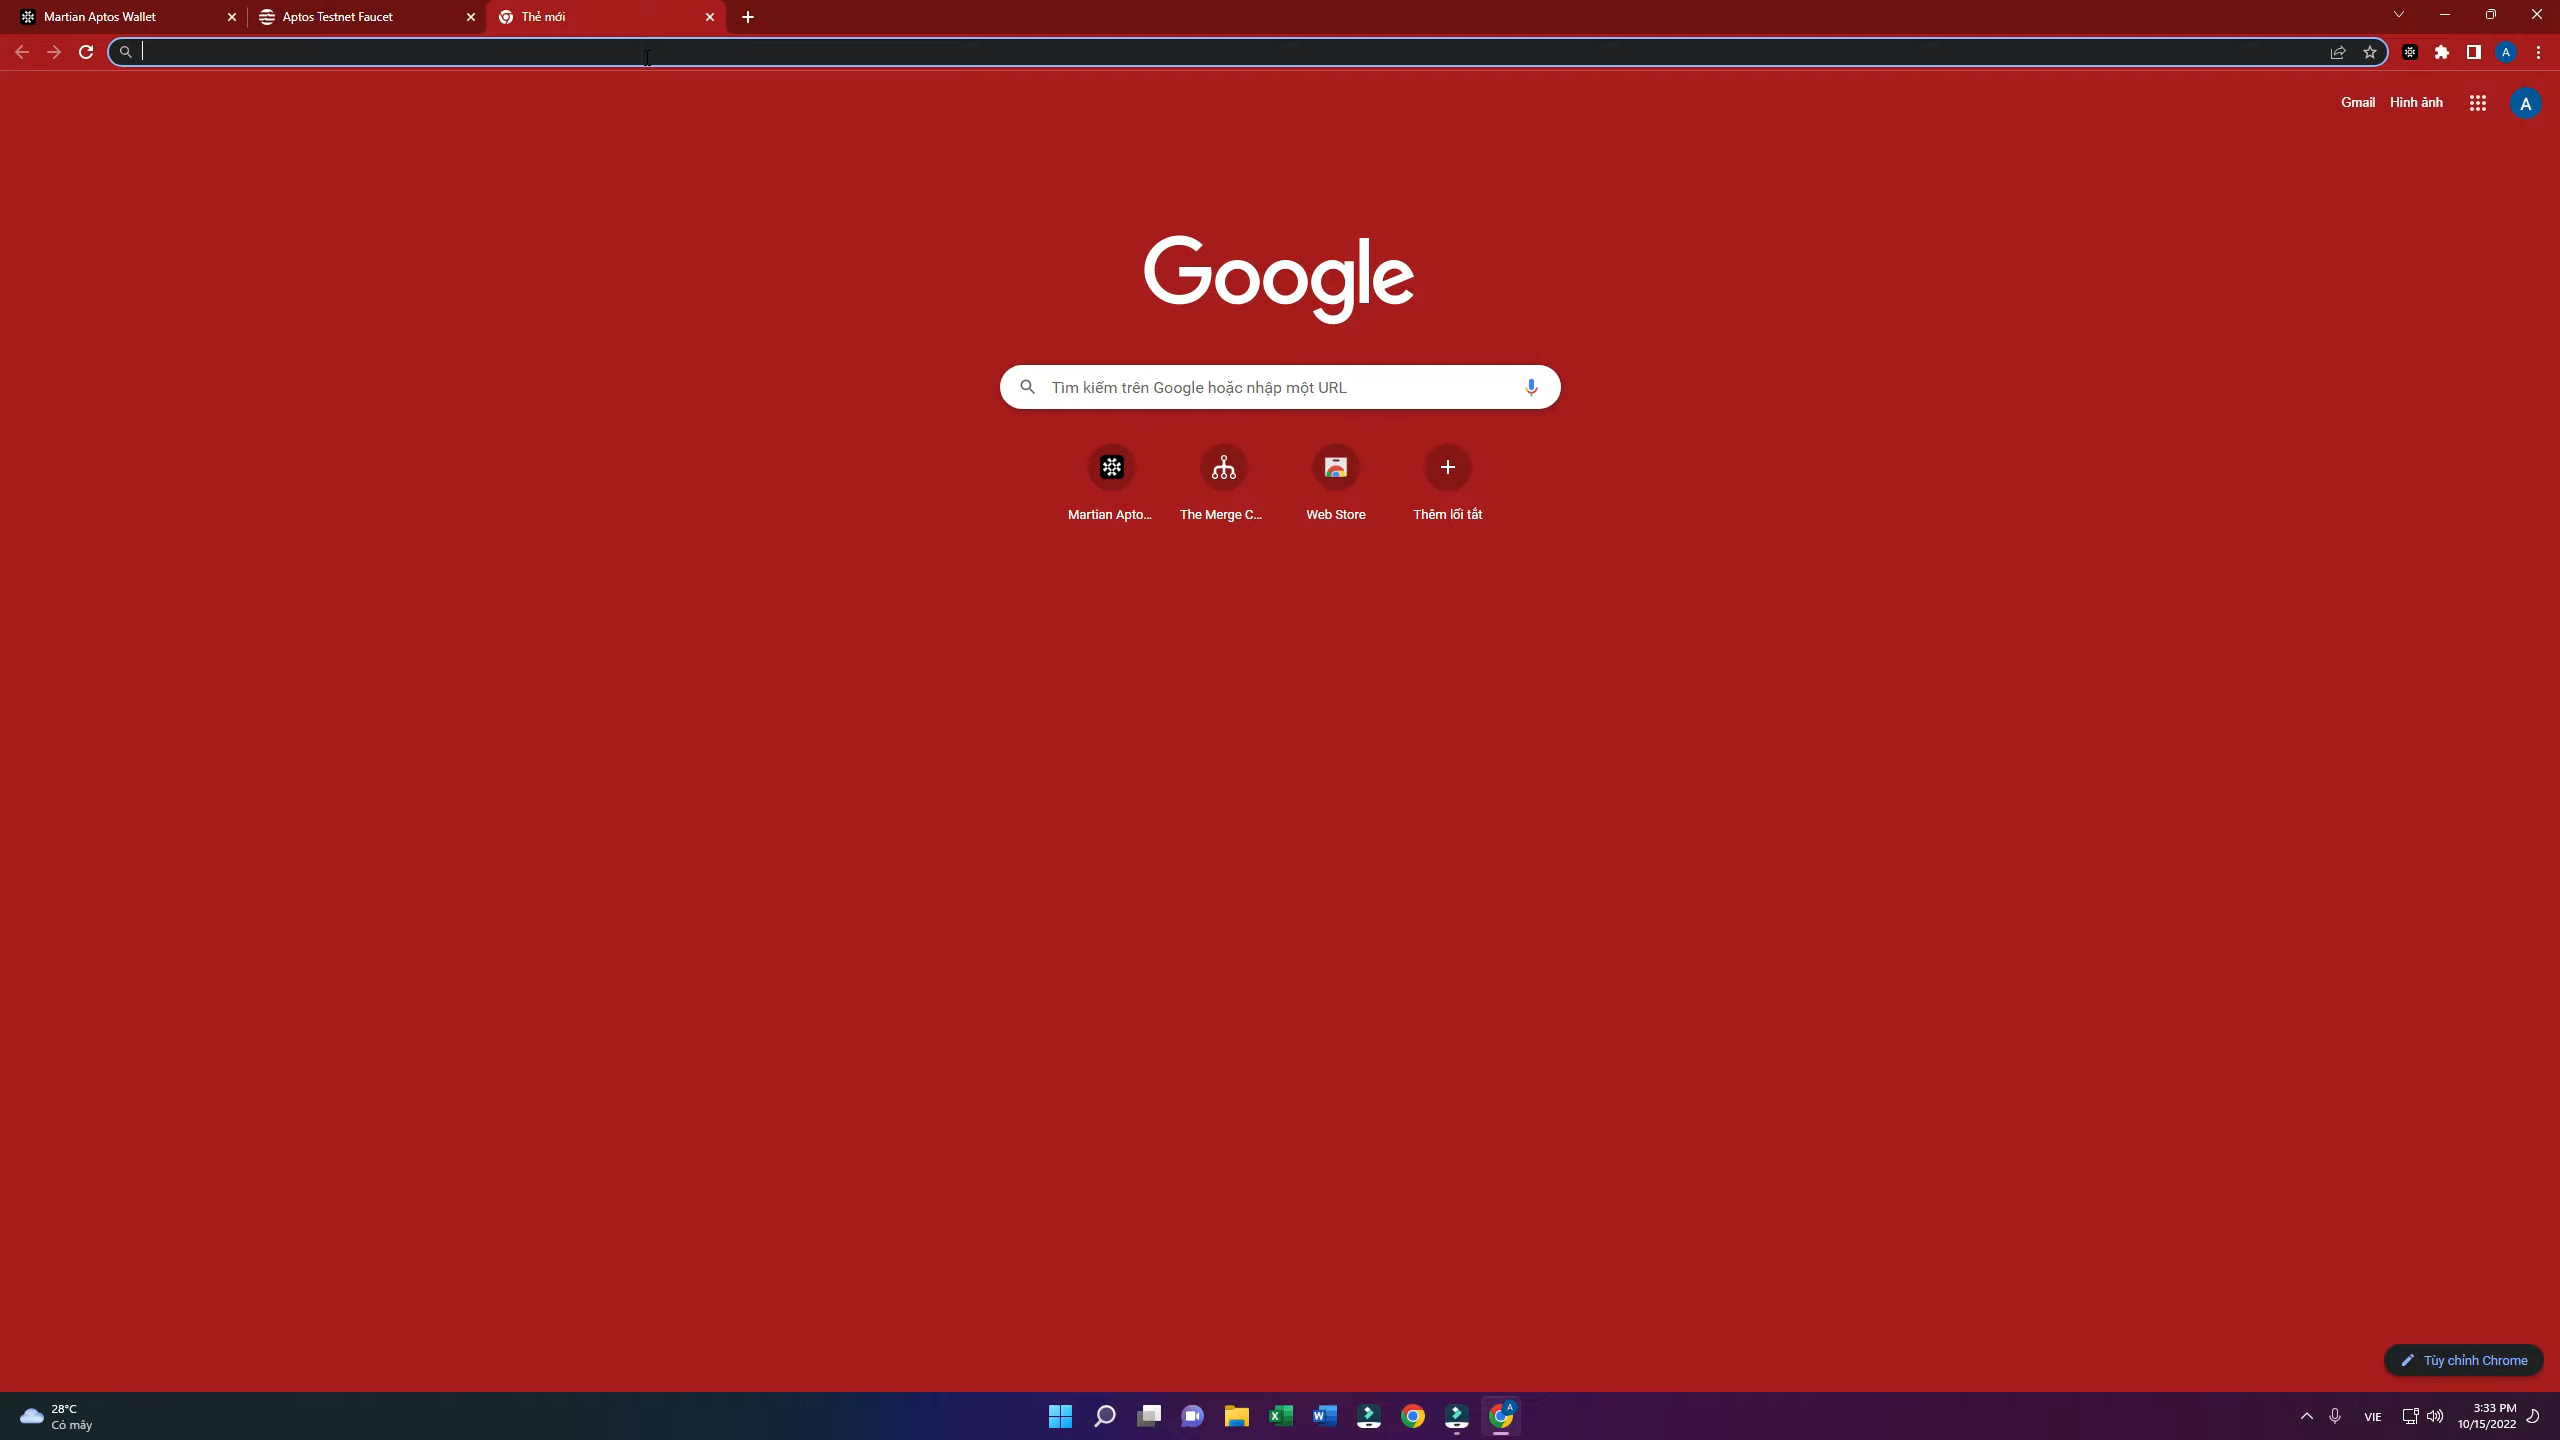 Martian Aptos Wallet
Aptos Testnet Faucet
Thẻ mới
A
Gmail
Hình ảnh
A
Google
Tìm kiếm trên Google hoặc nhập một URL
Martian Apto...
The Merge C...
Web Store
Thêm lối tắt
Tùy chỉnh Chrome
28°C
Có mây
A
VIE
3:33 PM
10/15/2022